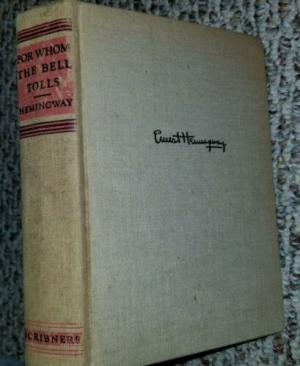 FOR WHOM
THE BELL
TOLLS
HEMINGWAY
SCRIBNERS
Ernest Hemingway